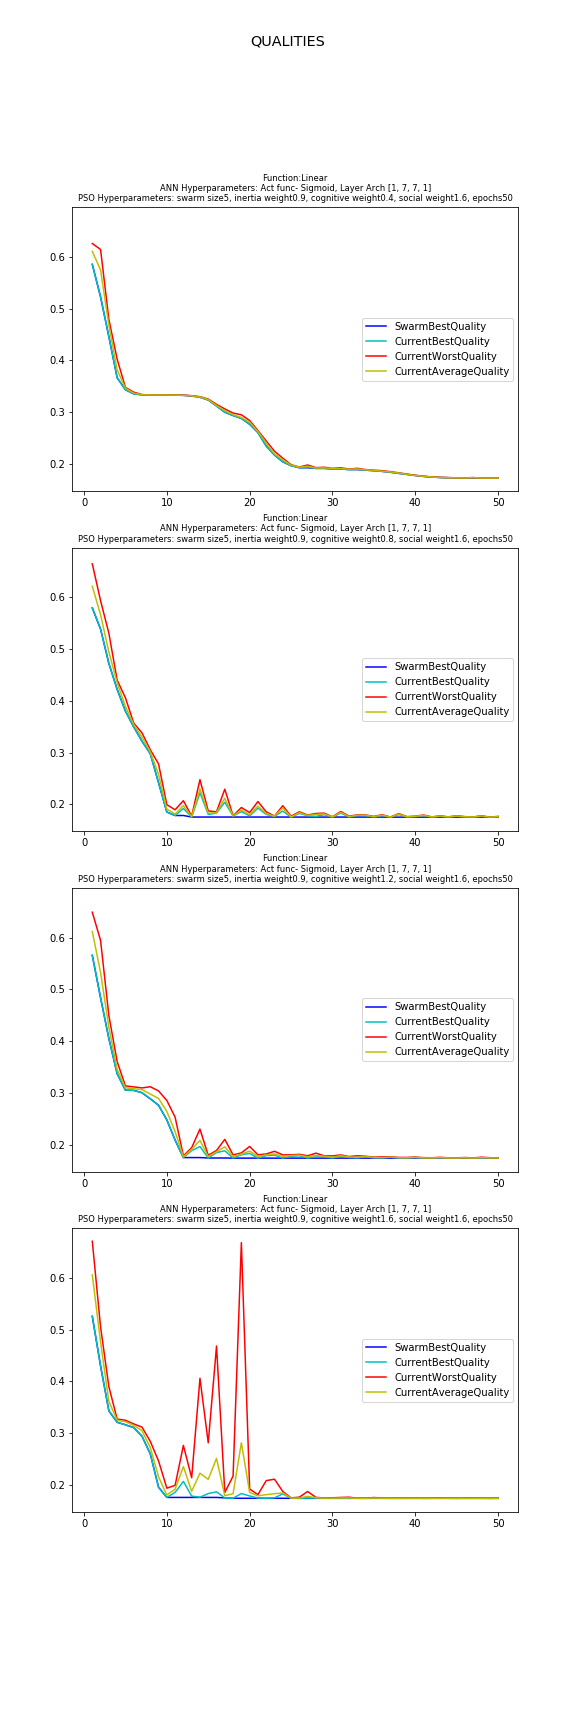 QUALITIES
Function:Linear
ANN Hyperparameters: Act func- Sigmoid, Layer Arch [1, 7, 7, 1]
PSO Hyperparameters: swarm size5, inertia weight0.9, cognitive weight0.4, social weight1.6, epochs50
0.6
0.5
0.4
0.3
0.2
SwarmBestQuality
CurrentBestQuality
CurrentWorstQuality
CurrentAverageQuality
0 10 20 30 40 50
Function:Linear
ANN Hyperparameters: Act func- Sigmoid, Layer Arch [1, 7, 7, 1]
PSO Hyperparameters: swarm size5, inertia weight0.9, cognitive weight0.8, social weight1.6, epochs50
0.6
0.5
0.4
0.3
0.2
SwarmBestQuality
CurrentBestQuality
CurrentWorstQuality
CurrentAverageQuality
0 10 20 30 40 50
Function:Linear
ANN Hyperparameters: Act func- Sigmoid, Layer Arch [1, 7, 7, 1]
PSO Hyperparameters: swarm size5, inertia weight0.9, cognitive weight1.2, social weight1.6, epochs50
0.6
0.5
0.4
0.3
0.2
SwarmBestQuality
CurrentBestQuality
CurrentWorstQuality
CurrentAverageQuality
0 10 20 30 40 50
Function:Linear
ANN Hyperparameters: Act func- Sigmoid, Layer Arch [1, 7, 7, 1]
PSO Hyperparameters: swarm size5, inertia weight0.9, cognitive weight1.6, social weight1.6, epochs50
0.6
0.5
0.4
0.3
0.2
SwarmBestQuality
CurrentBestQuality
CurrentWorstQuality
CurrentAverageQuality
0 10 20 30 40 50